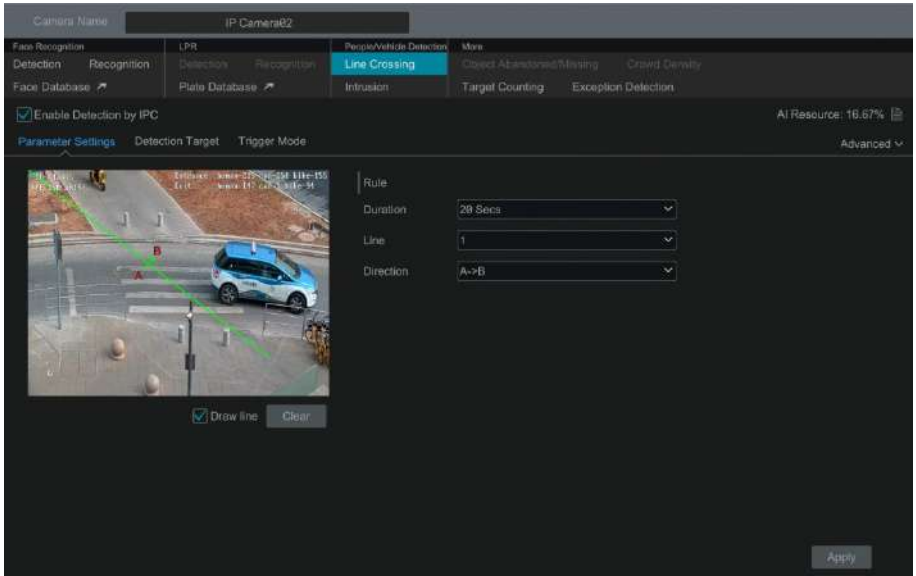 Camera Name IP Camera02
Face Recognition LPR People/Vehicle Detection More
Detection Recognition Detection Recognition Line Crossing Object Abandoned/Missing Crowd Density
Face Database Plate Database Intrusion Target Counting Exception Detection
Enable Detection by IPC AI Resource: 16.67%
Parameter Settings Detection Target Trigger Mode Advanced
Rule
Duration 20 Secs
Line 1
Direction A->B
B
A
Draw line Clear
Apply